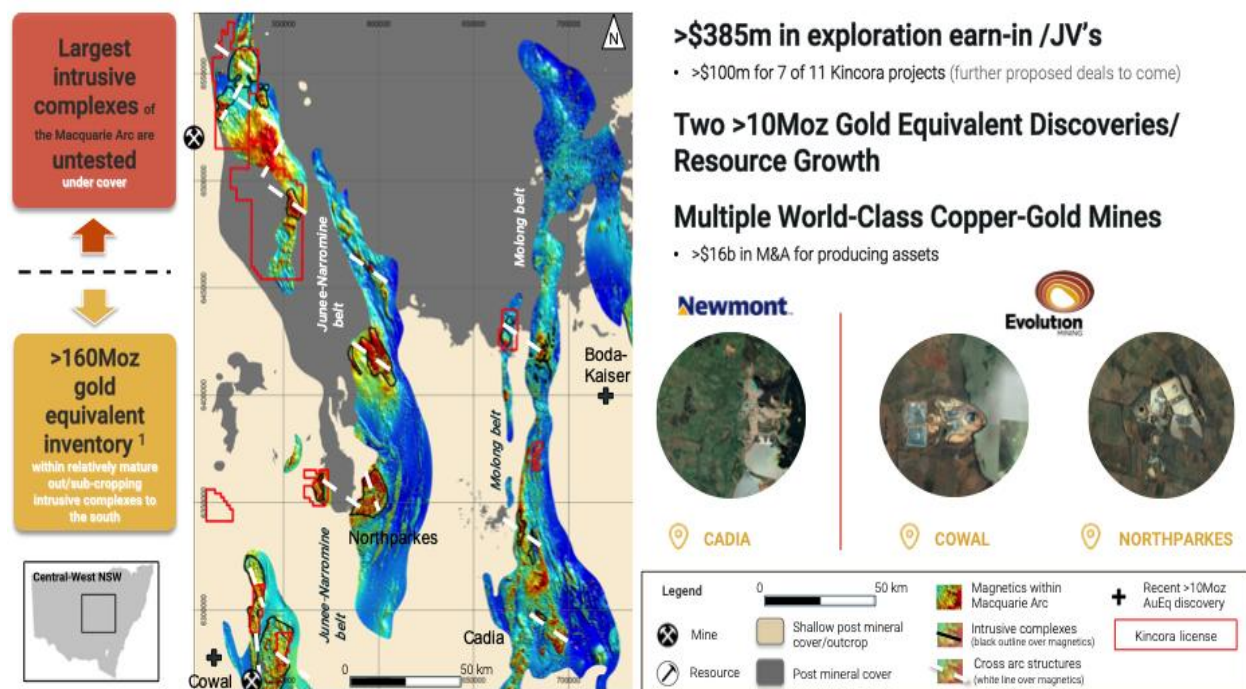 Largest
intrusive
complexes of
the Macquarie Arc are
untested
under cover
>160Moz
gold
equivalent
inventory 1
within relatively mature
out/sub-cropping
intrusive complexes to
the south
Central-West NSW
N
Junee-Narromine
belt
Molong belt
Boda-
Kaiser
Molong belt
Northparkes
Junee-Narromine
belt
Cadia
Cowal
0 50 km
>$385m in exploration earn-in /JV's
• >$100m for 7 of 11 Kincora projects (further proposed deals to come)
Two >10Moz Gold Equivalent Discoveries/
Resource Growth
Multiple World-Class Copper-Gold Mines
• >$16b in M&A for producing assets
Newmont
Evolution
MINING
CADIA
COWAL
NORTHPARKES
Legend
Mine
Resource
0 50 km
Shallow post mineral
cover/outcrop
Post mineral cover
Magnetics within
Macquarie Arc
Intrusive complexes
(black outline over magnetics)
Cross arc structures
(white line over magnetics)
Recent >10Moz
AuEq discovery
Kincora license